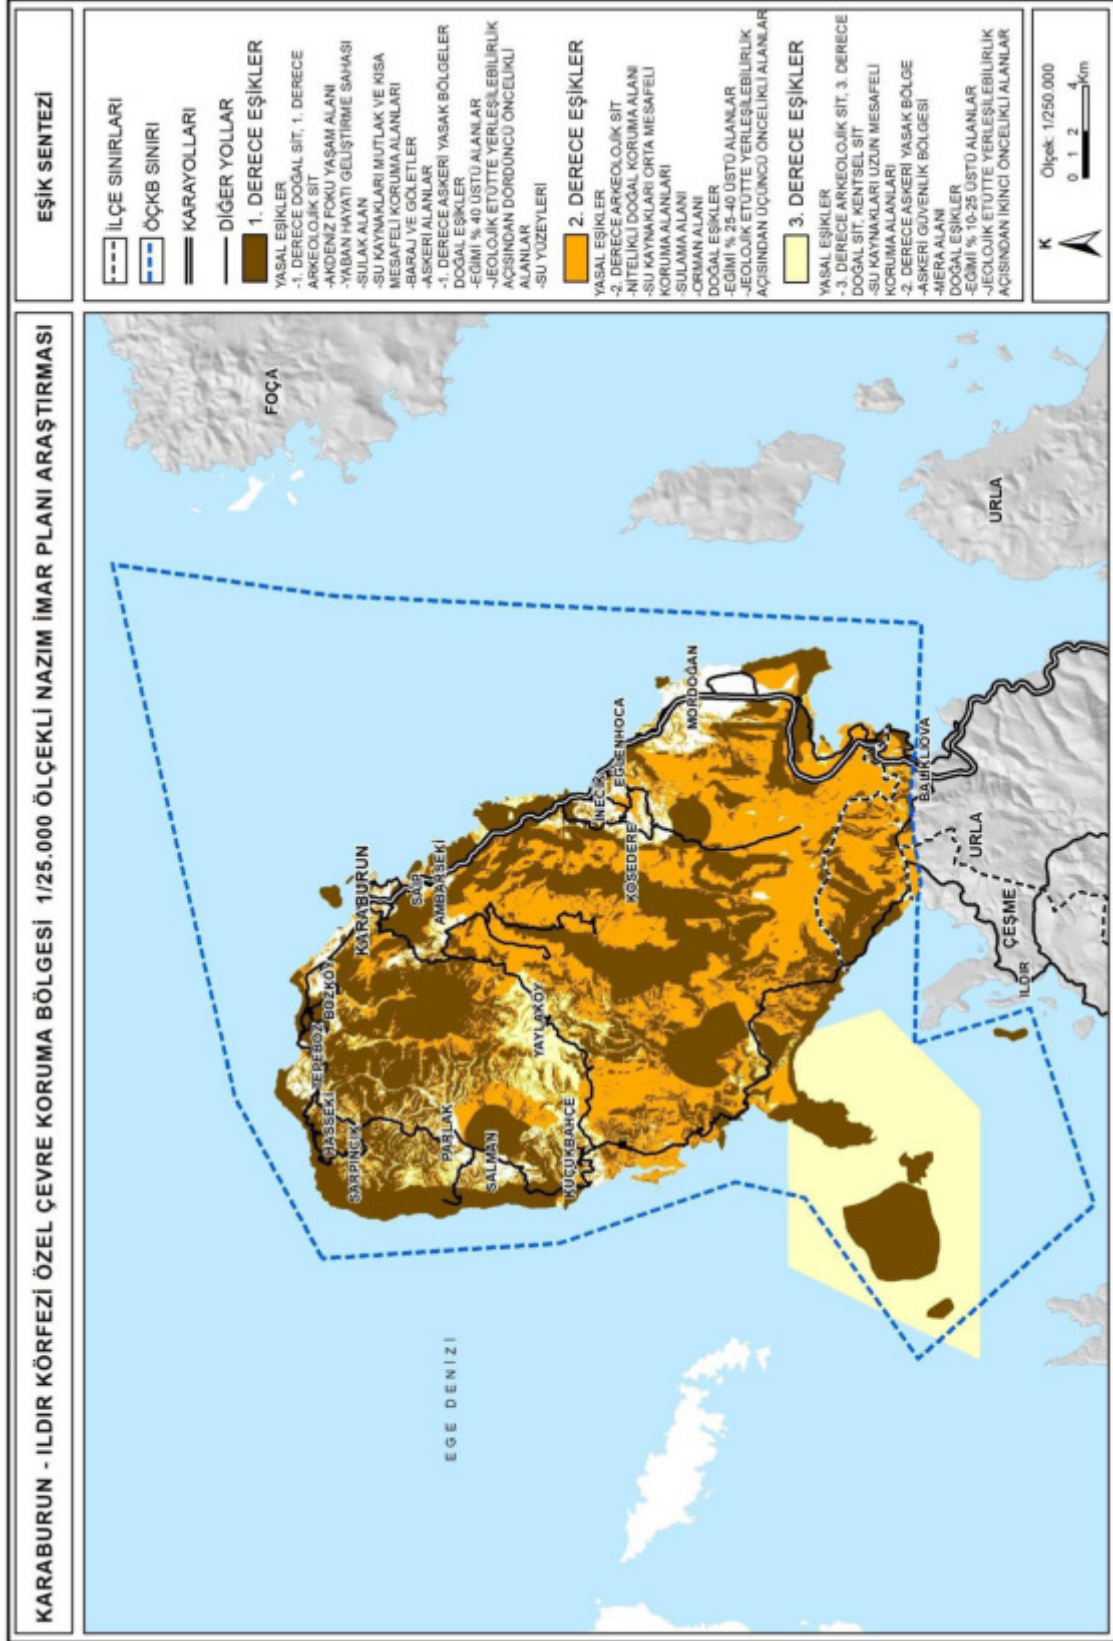 KARABURUN - ILDIR KÖRFEZİ ÖZEL ÇEVRE KORUMA BÖLGESİ 1/25.000 ÖLÇEKLİ NAZIM İMAR PLANI ARAŞTIRMASI
EŞİK SENTEZİ
İLÇE SINIRLARI
ÖÇKB SINIRI
KARAYOLLARI
DİĞER YOLLAR
1. DERECE EŞİKLER
YASAL EŞİKLER
-1. DERECE DOĞAL SİT, 1. DERECE
ARKEOLOJİK SİT
-AKDENİZ FOKU YAŞAM ALANI
-YABAN HAYATI GELİŞTİRME SAHASI
-SULAK ALAN
-SU KAYNAKLARI MUTLAK VE KISA
MESAFELİ KORUMA ALANLARI
-BARAJ VE GÖLETLER
-ASKERİ ALANLAR
-1. DERECE ASKERİ YASAK BÖLGELER
DOĞAL EŞİKLER
-EĞİMİ % 40 ÜSTÜ ALANLAR
-JEOLOJİK ETÜTTE YERLEŞİLEBİLİRLİK
AÇISINDAN DÖRDÜNCÜ ÖNCELİKLİ
ALANLAR
-SU YÜZEYLERİ
2. DERECE EŞİKLER
YASAL EŞİKLER
-2. DERECE ARKEOLOJİK SİT
-NİTELİKLİ DOĞAL KORUMA ALANI
-SU KAYNAKLARI ORTA MESAFELİ
KORUMA ALANLARI
-SULAMA ALANI
-ORMAN ALANI
DOĞAL EŞİKLER
-EĞİMİ % 25-40 ÜSTÜ ALANLAR
-JEOLOJİK ETÜTTE YERLEŞİLEBİLİRLİK
AÇISINDAN ÜÇÜNCÜ ÖNCELİKLİ ALANLAR
3. DERECE EŞİKLER
YASAL EŞİKLER
- 3. DERECE ARKEOLOJİK SİT, 3. DERECE
DOĞAL SİT, KENTSEL SİT
-SU KAYNAKLARI UZUN MESAFELİ
KORUMA ALANLARI
-2. DERECE ASKERİ YASAK BÖLGE
-ASKERİ GÜVENLİK BÖLGESİ
-MERA ALANI
DOĞAL EŞİKLER
-EĞİMİ % 10-25 ÜSTÜ ALANLAR
-JEOLOJİK ETÜTTE YERLEŞİLEBİLİRLİK
AÇISINDAN İKİNCİ ÖNCELİKLİ ALANLAR
K
Ölçek: 1/250.000
0 1 2 4
Km
FOÇA
HASSEKİ
TEPEBOZ
BOZKÖY
SARPINCIK
KARABURUN
SAİP
AMBARSEKİ
PARLAK
SALMAN
YAYLAKÖY
KÜÇÜKBAHÇE
İNECİK
EĞLENHOCA
KÖSEDERE
MORDOĞAN
EGE DENİZİ
BALIKLIOVA
URLA
URLA
ÇEŞME
ILDIR